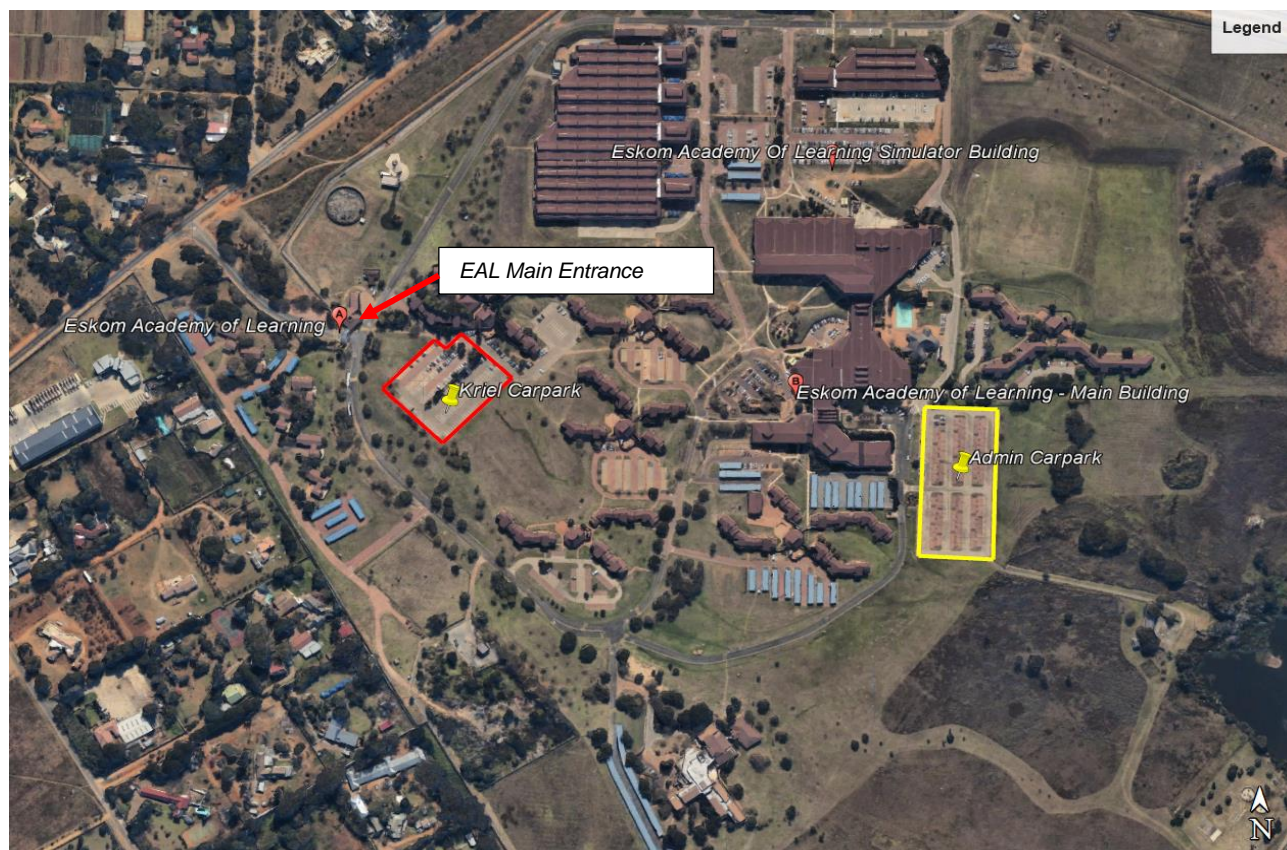 Legend
Eskom Academy Of Learning Simulator Building
EAL Main Entrance
A
Eskom Academy of Learning
Kriel Carpark
B
Eskom Academy of Learning - Main Building
Admin Carpark
N